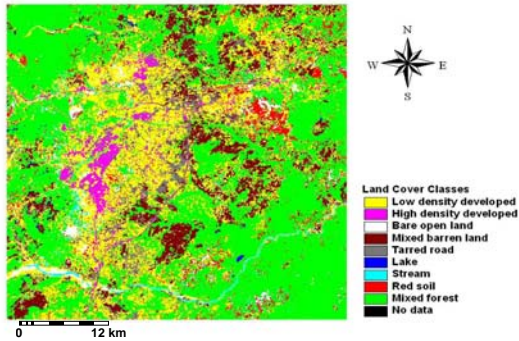 N
W E
S
Land Cover Classes
Low density developed
High density developed
Bare open land
Mixed barren land
Tarred road
Lake
Stream
Red soil
Mixed forest
No data
0 12 km